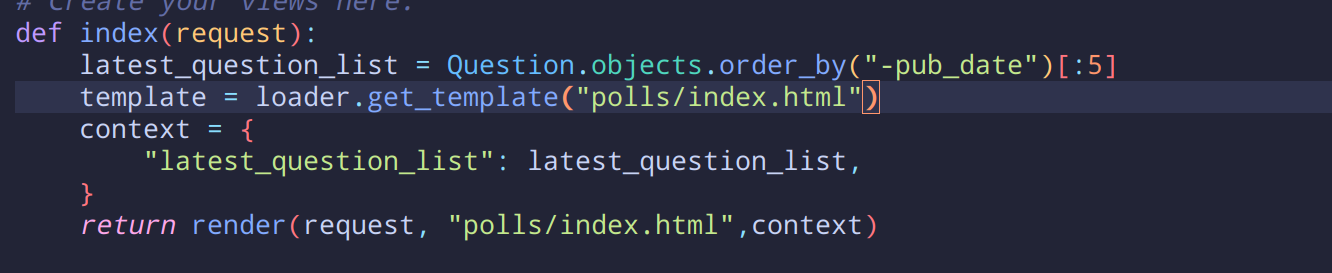 # Create your views here.
def index(request):
    latest_question_list = Question.objects.order_by("-pub_date")[:5]
    template = loader.get_template("polls/index.html")
    context = {
        "latest_question_list": latest_question_list,
    }
    return render(request, "polls/index.html",context)